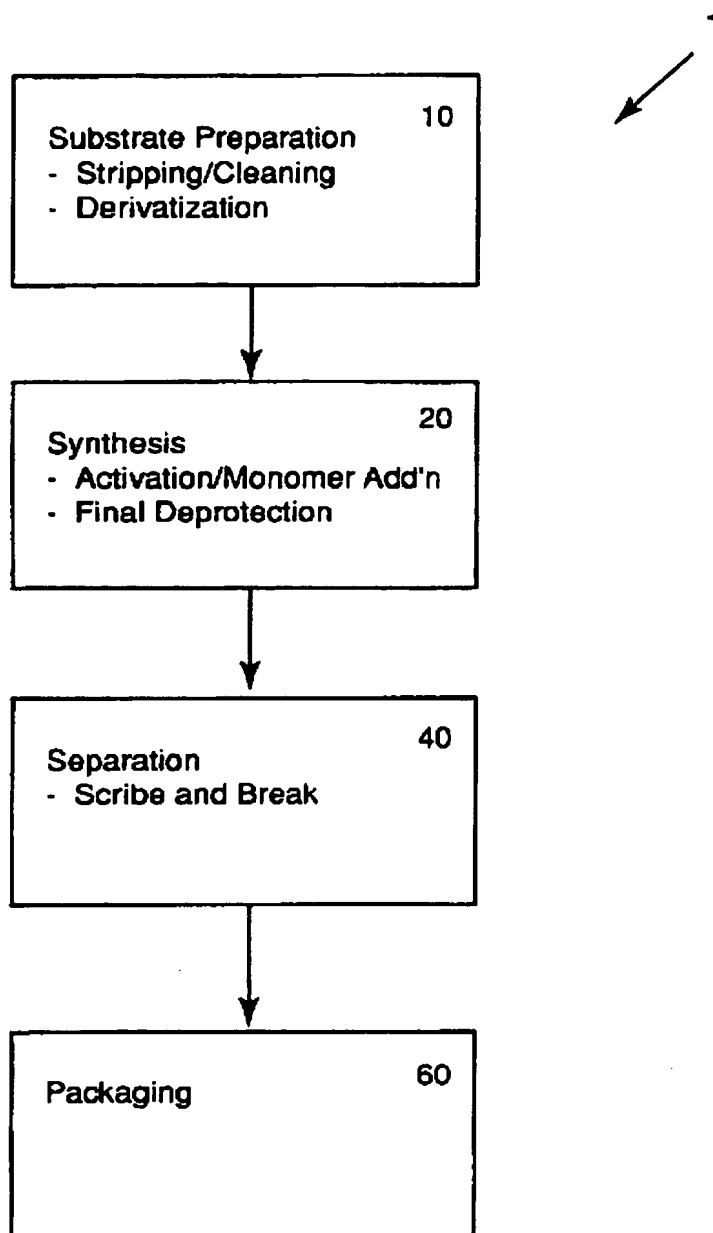 10
Substrate Preparation
- Stripping/Cleaning
- Derivatization
20
Synthesis
- Activation/Monomer Add'n
- Final Deprotection
40
Separation
- Scribe and Break
60
Packaging